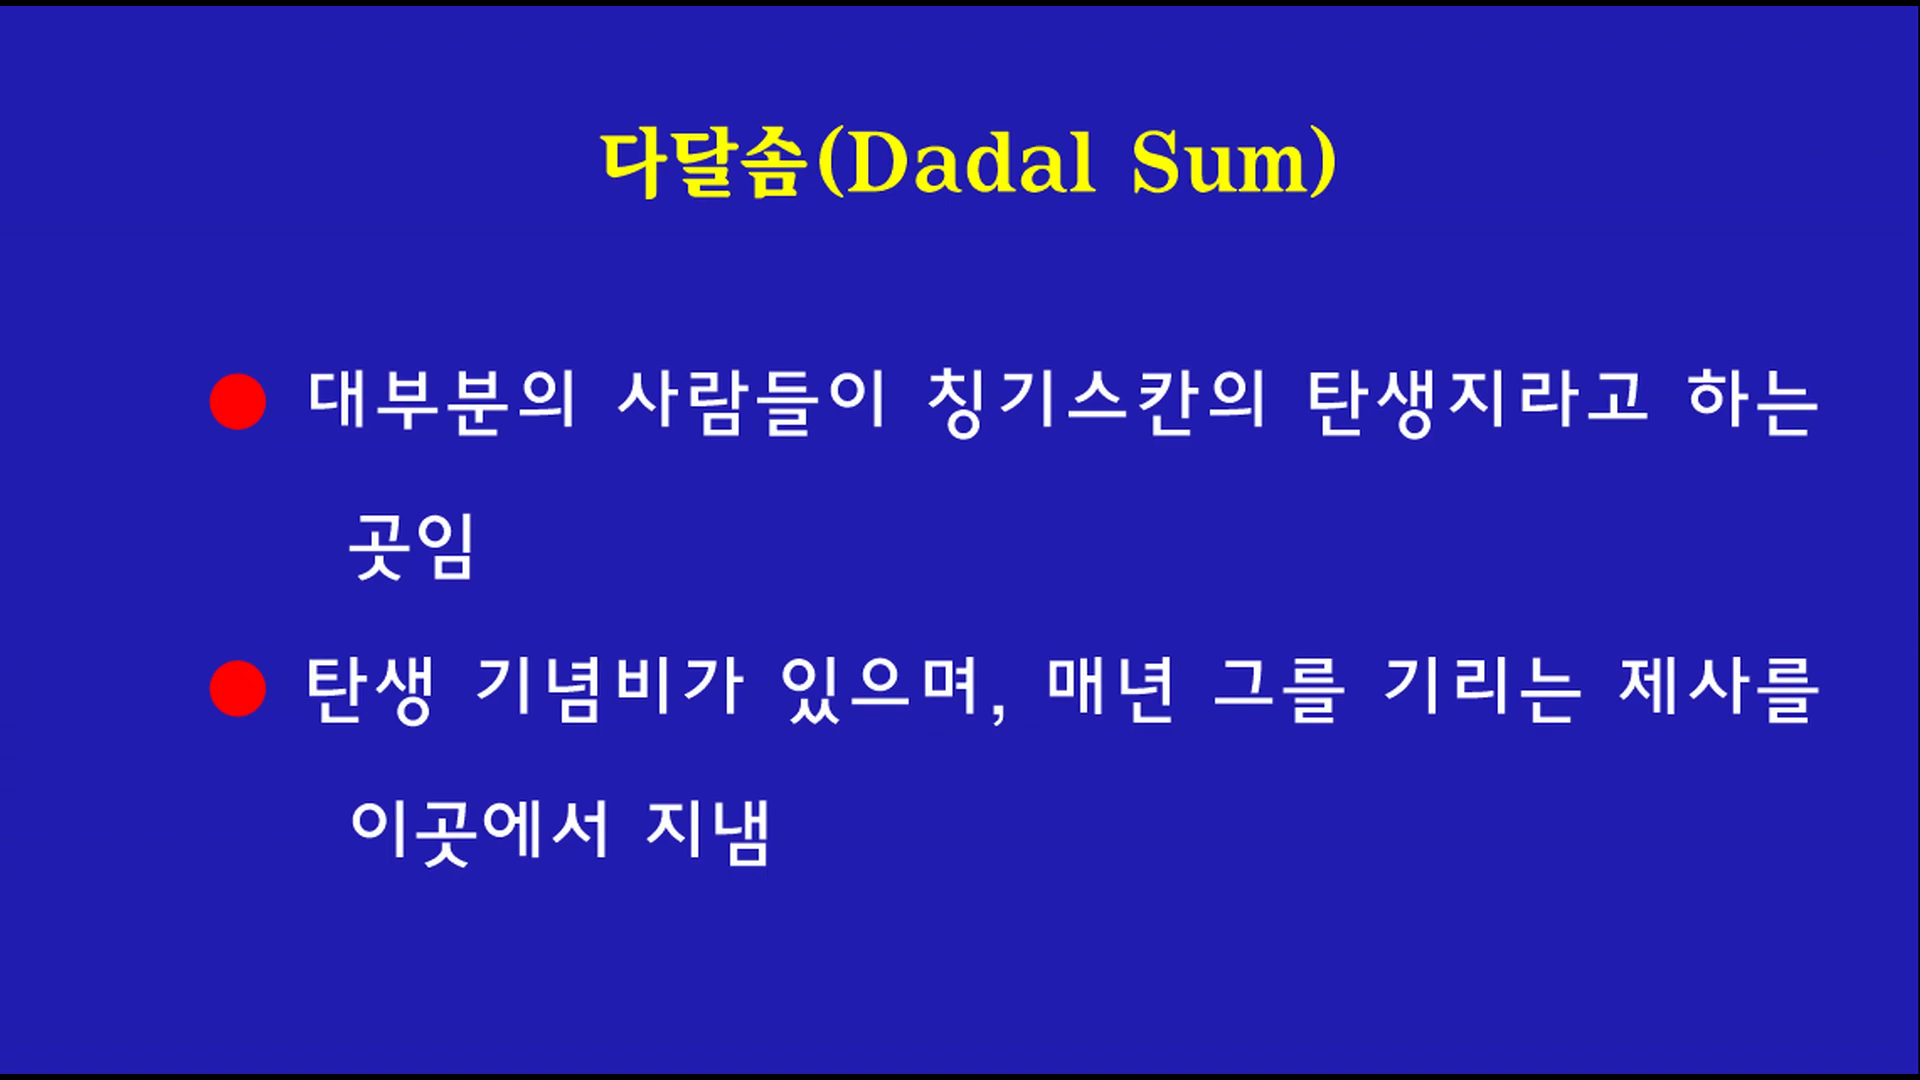 다달솜(Dadal Sum)
대부분의 사람들이 칭기스칸의 탄생지라고 하는
곳임
탄생 기념비가 있으며, 매년 그를 기리는 제사를
이곳에서 지냄